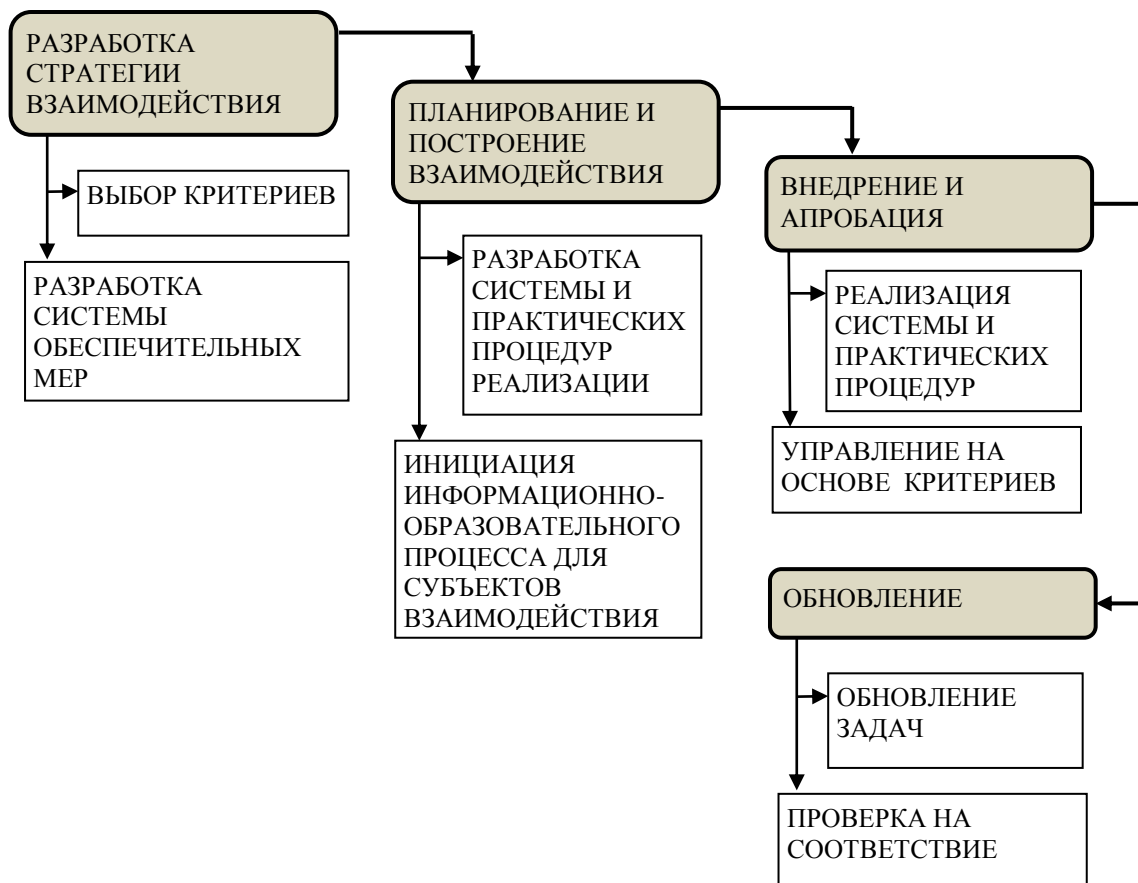 РАЗРАБОТКА
СТРАТЕГИИ
ВЗАИМОДЕЙСТВИЯ
ВЫБОР КРИТЕРИЕВ
РАЗРАБОТКА
СИСТЕМЫ
ОБЕСПЕЧИТЕЛЬНЫХ
МЕР
ПЛАНИРОВАНИЕ И
ПОСТРОЕНИЕ
ВЗАИМОДЕЙСТВИЯ
РАЗРАБОТКА
СИСТЕМЫ И
ПРАКТИЧЕСКИХ
ПРОЦЕДУР
РЕАЛИЗАЦИИ
ИНИЦИАЦИЯ
ИНФОРМАЦИОННО-
ОБРАЗОВАТЕЛЬНОГО
ПРОЦЕССА ДЛЯ
СУБЪЕКТОВ
ВЗАИМОДЕЙСТВИЯ
ВНЕДРЕНИЕ И
АПРОБАЦИЯ
РЕАЛИЗАЦИЯ
СИСТЕМЫ И
ПРАКТИЧЕСКИХ
ПРОЦЕДУР
УПРАВЛЕНИЕ НА
ОСНОВЕ КРИТЕРИЕВ
ОБНОВЛЕНИЕ
ОБНОВЛЕНИЕ
ЗАДАЧ
ПРОВЕРКА НА
СООТВЕТСТВИЕ